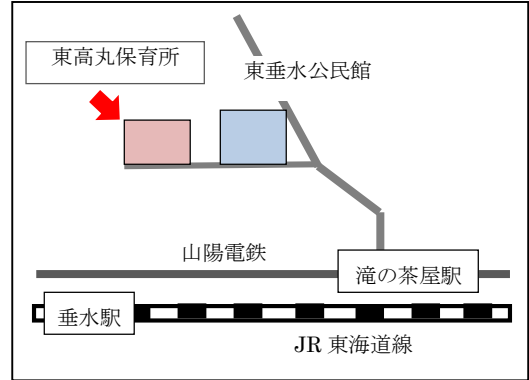 東高丸保育所
東垂水公民館
山陽電鉄
滝の茶屋駅
垂水駅
JR 東海道線